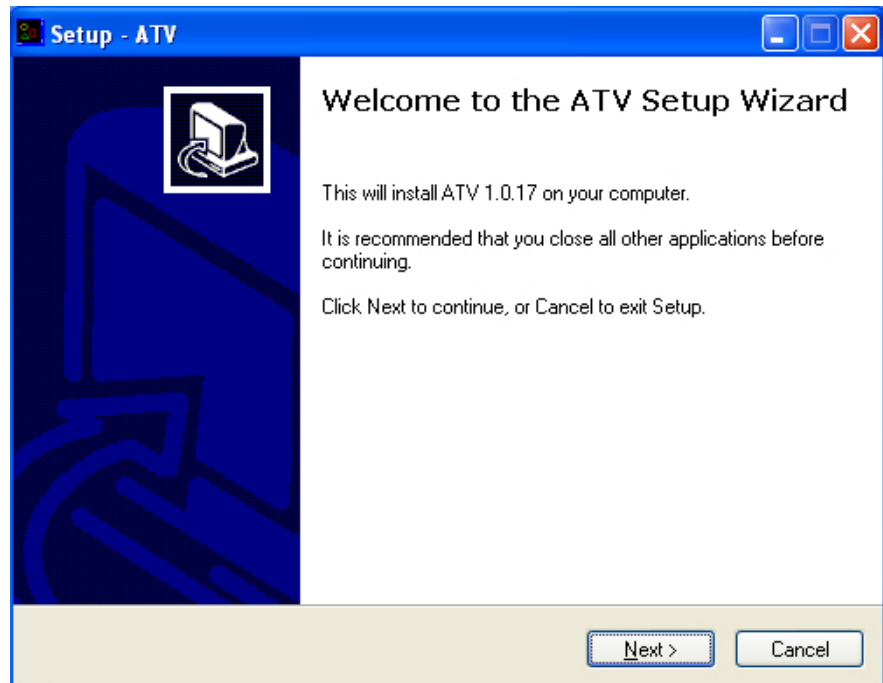 Setup - ATV
Welcome to the ATV Setup Wizard
This will install ATV 1.0.17 on your computer.
It is recommended that you close all other applications before
continuing.
Click Next to continue, or Cancel to exit Setup.
Next >
Cancel